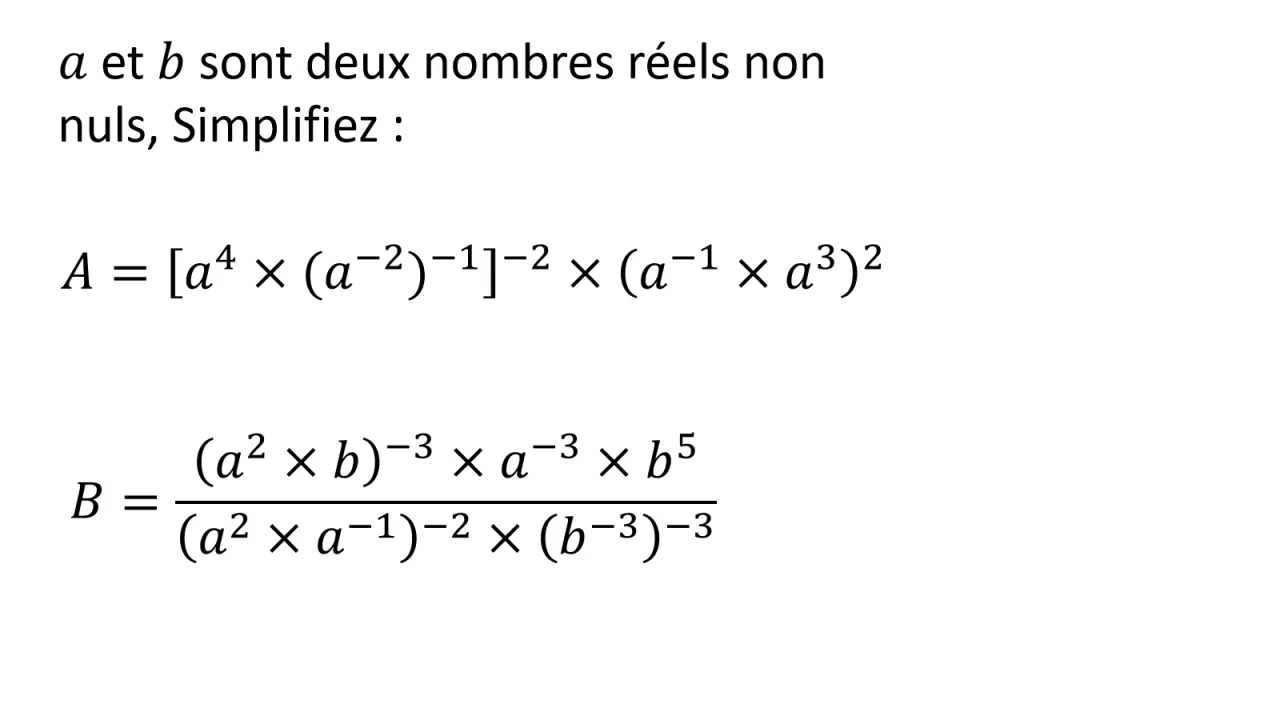 a et b sont deux nombres réels non
nuls, Simplifiez :
A = [a⁴ × (a⁻²)⁻¹]⁻² × (a⁻¹ × a³)²
(a² × b)⁻³ × a⁻³ × b⁵
B =
(a² × a⁻¹)⁻² × (b⁻³)⁻³